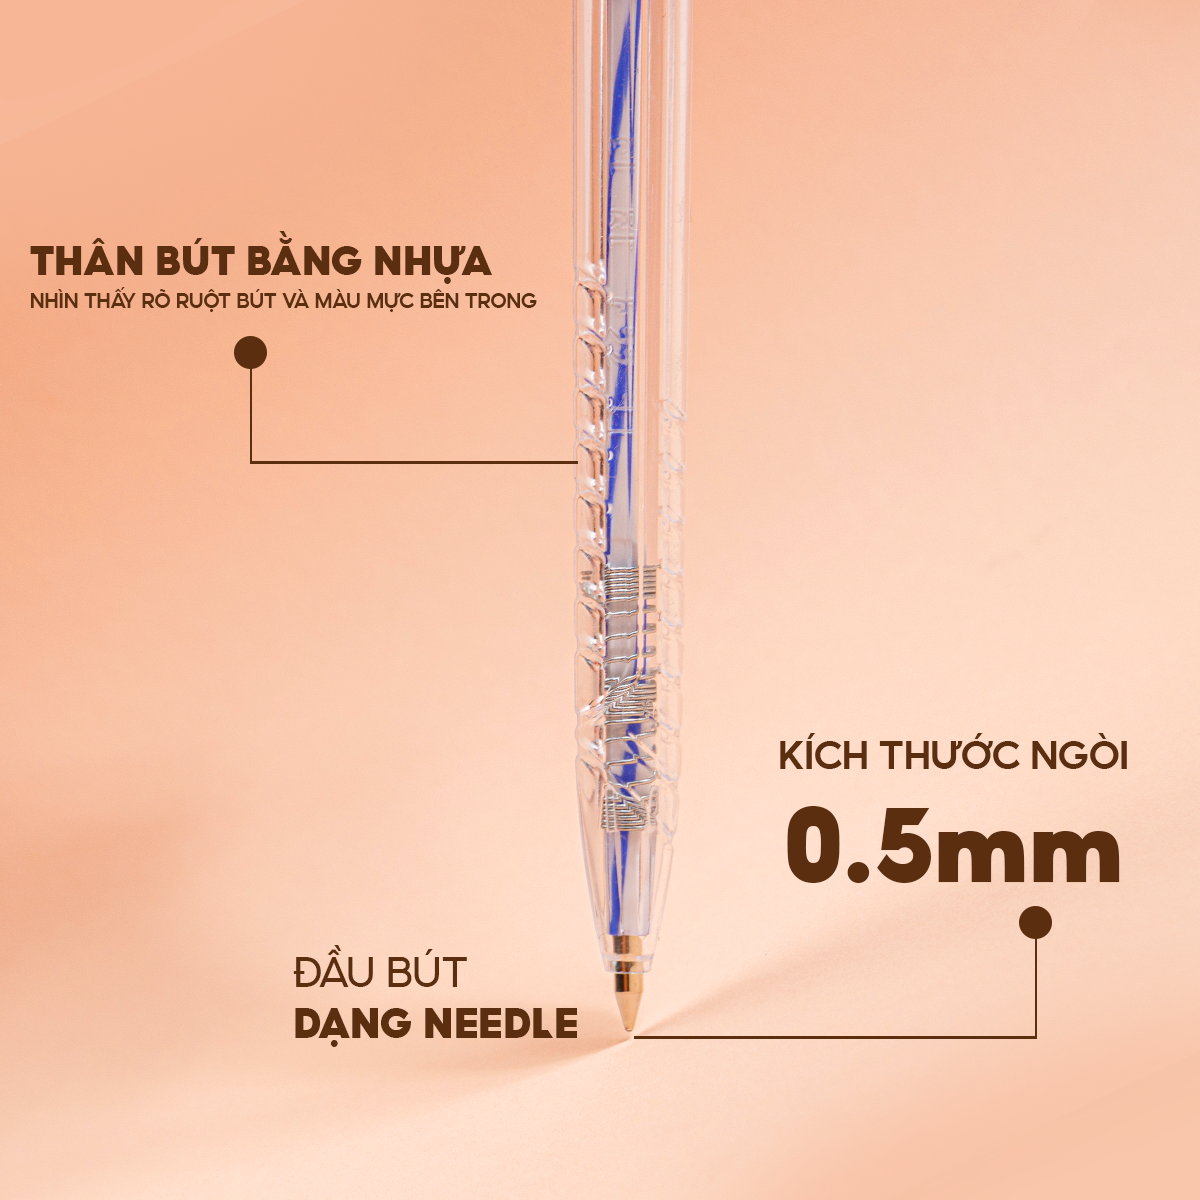 THÂN BÚT BẰNG NHỰA
NHÌN THẤY RÕ RUỘT BÚT VÀ MÀU MỰC BÊN TRONG
KÍCH THƯỚC NGÒI
0.5mm
ĐẦU BÚT
DẠNG NEEDLE